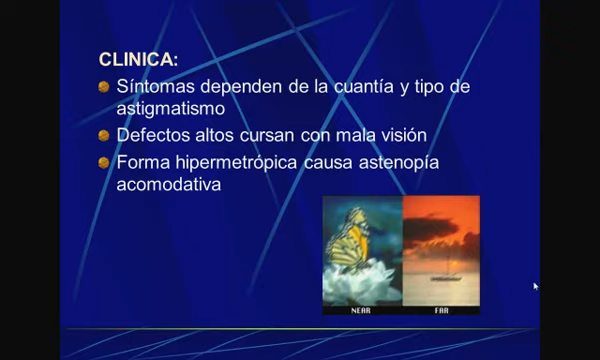 CLINICA:
Síntomas dependen de la cuantía y tipo de
astigmatismo
Defectos altos cursan con mala visión
Forma hipermetrópica causa astenopía
acomodativa
NEAR
FAR